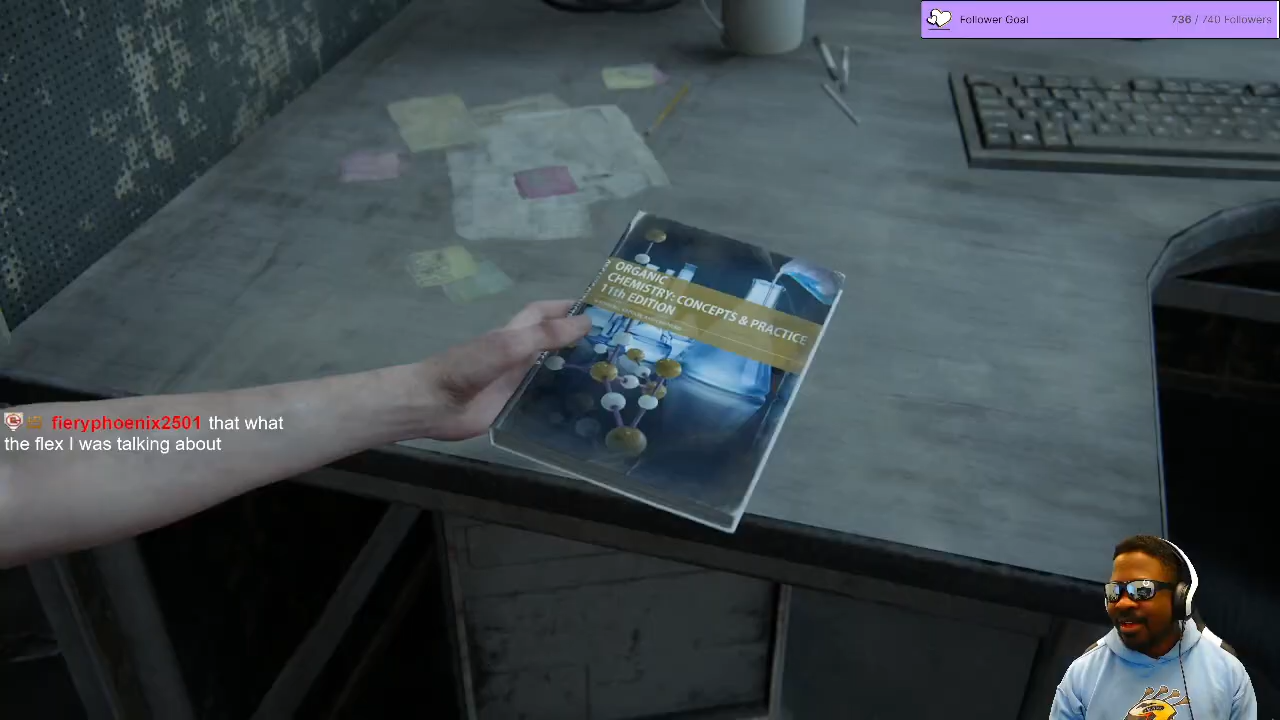 Follower Goal 736 / 740 Followers
ORGANIC
CHEMISTRY: CONCEPTS & PRACTICE
11th EDITION
fieryphoenix2501 that what
the flex I was talking about